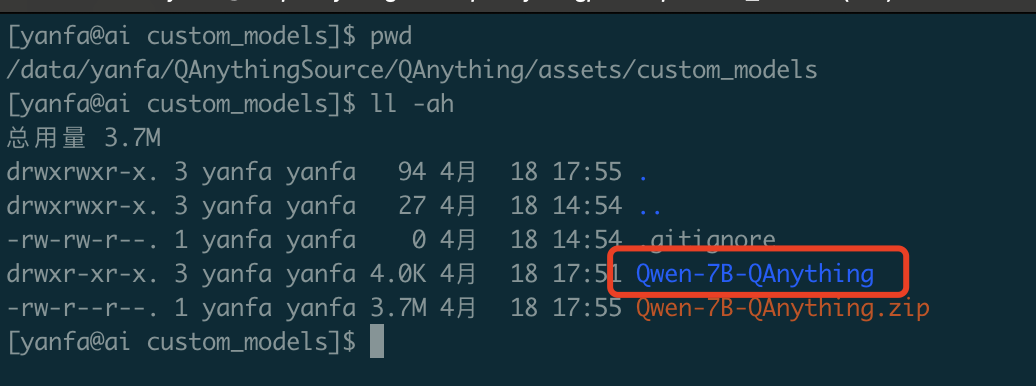 [yanfa@ai custom_models]$ pwd
/data/yanfa/QAnythingSource/QAnything/assets/custom_models
[yanfa@ai custom_models]$ ll -ah
总用量 3.7M
drwxrwxr-x. 3 yanfa yanfa   94 4月  18 17:55 .
drwxrwxr-x. 3 yanfa yanfa   27 4月  18 14:54 ..
-rw-rw-r--. 1 yanfa yanfa    0 4月  18 14:54 .gitignore
drwxr-xr-x. 3 yanfa yanfa 4.0K 4月  18 17:51 Qwen-7B-QAnything
-rw-r--r--. 1 yanfa yanfa 3.7M 4月  18 17:55 Qwen-7B-QAnything.zip
[yanfa@ai custom_models]$